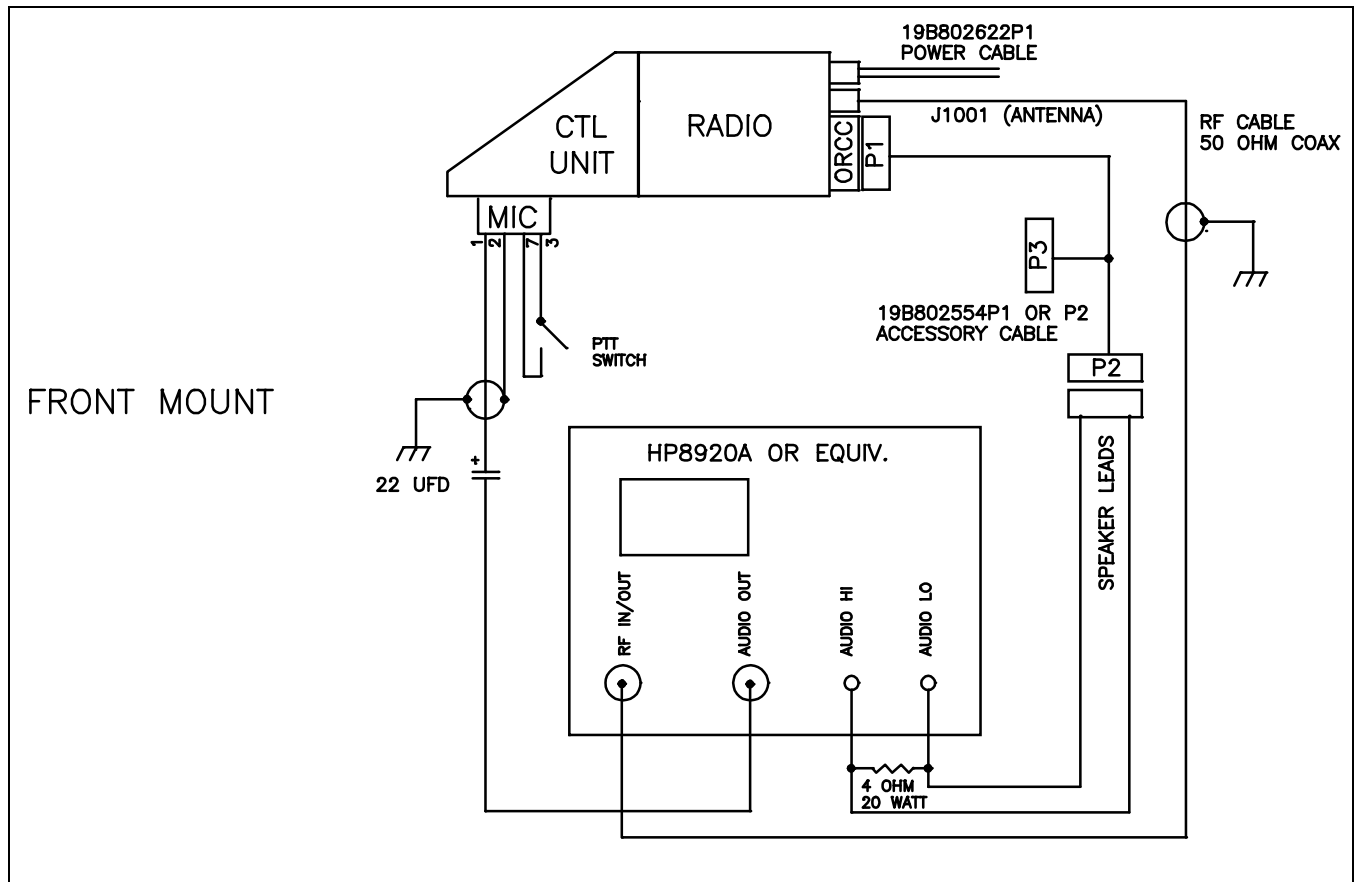 19B802622P1
POWER CABLE
CTL
UNIT
RADIO
J1001 (ANTENNA)
RF CABLE
50 OHM COAX
ORCC
P1
MIC
1
2
7
3
P3
19B802554P1 OR P2
ACCESSORY CABLE
PTT
SWITCH
P2
FRONT MOUNT
HP8920A OR EQUIV.
+
22 UFD
SPEAKER LEADS
RF IN/OUT
AUDIO OUT
AUDIO HI
AUDIO LO
4 OHM
20 WATT